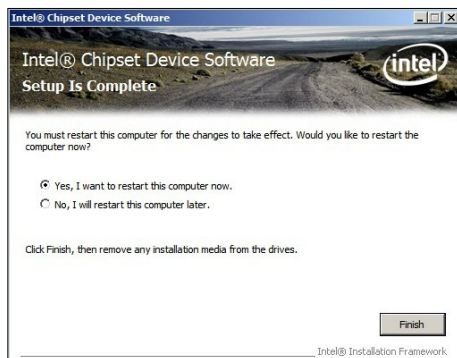 Intel® Chipset Device Software
Intel® Chipset Device Software
intel
Setup Is Complete
You must restart this computer for the changes to take effect. Would you like to restart the
computer now?
Yes, I want to restart this computer now.
No, I will restart this computer later.
Click Finish, then remove any installation media from the drives.
Finish
Intel® Installation Framework